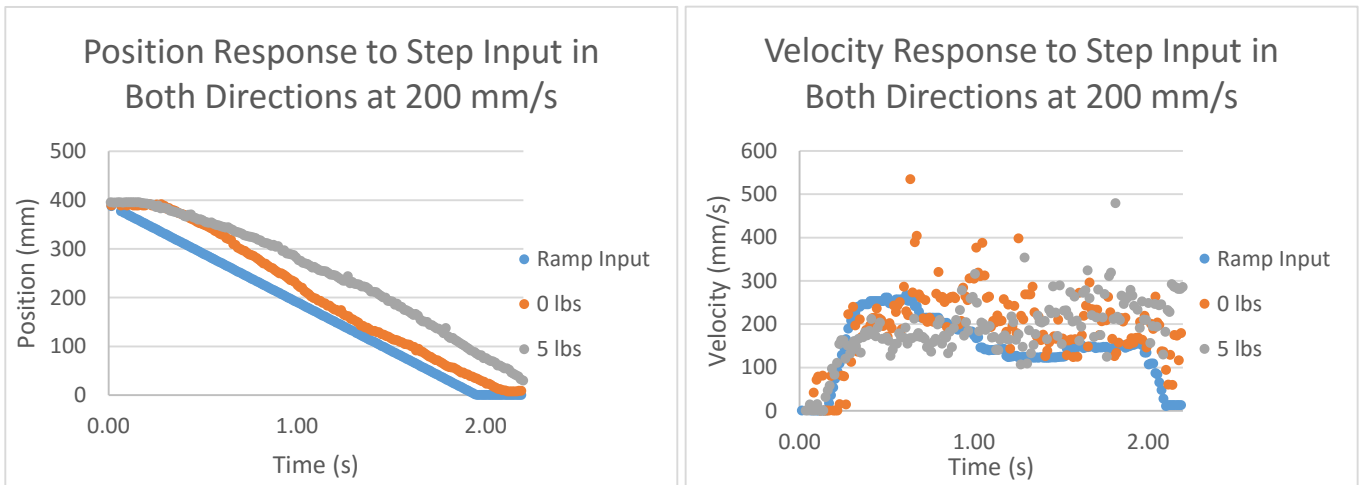 Position Response to Step Input in
Both Directions at 200 mm/s
500
400
300
200
100
0
0.00
1.00
2.00
Position (mm)
Time (s)
Ramp Input
0 lbs
5 lbs
Velocity Response to Step Input in
Both Directions at 200 mm/s
600
500
400
300
200
100
0
0.00
1.00
2.00
Velocity (mm/s)
Time (s)
Ramp Input
0 lbs
5 lbs